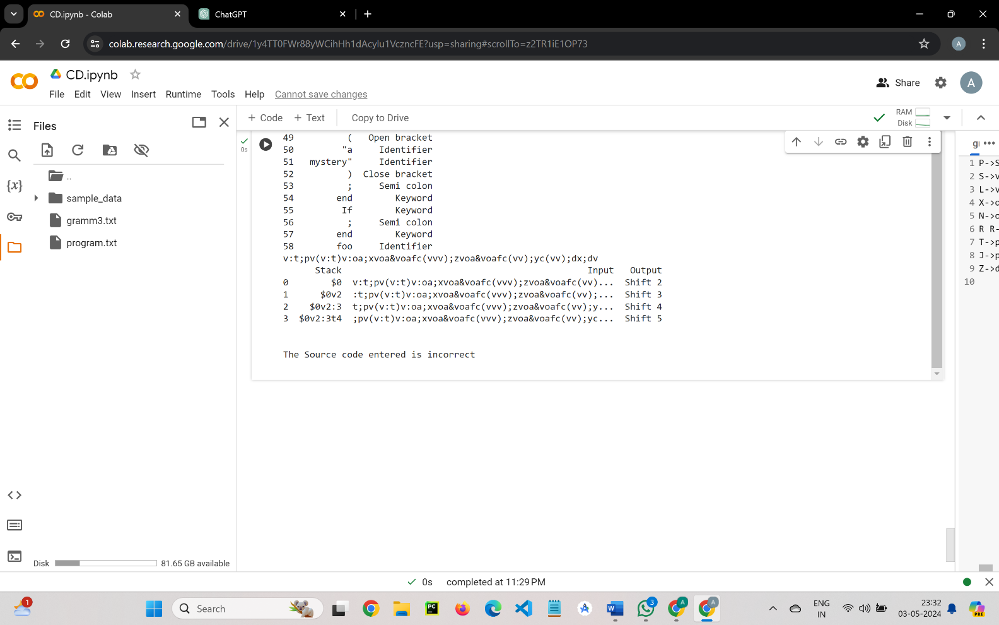 CD.ipynb - Colab
ChatGPT
colab.research.google.com/drive/1y4TT0FWr88yWCihHh1dAcylu1VczncFE?usp=sharing#scrollTo=z2TR1iE1OP73
A
CD.ipynb
File Edit View Insert Runtime Tools Help Cannot save changes
Share
A
Files
+ Code + Text Copy to Drive
RAM
Disk
..
sample_data
gramm3.txt
program.txt
0s
49 ( Open bracket
50 "a Identifier
51 mystery" Identifier
52 ) Close bracket
53 ; Semi colon
54 end Keyword
55 If Keyword
56 ; Semi colon
57 end Keyword
58 foo Identifier
v:t;pv(v:t)v:oa;xvoa&voafc(vvv);zvoa&voafc(vv);yc(vv);dx;dv
Stack Input Output
0 $0 v:t;pv(v:t)v:oa;xvoa&voafc(vvv);zvoa&voafc(vv)... Shift 2
1 $0v2 :t;pv(v:t)v:oa;xvoa&voafc(vvv);zvoa&voafc(vv);... Shift 3
2 $0v2:3 t;pv(v:t)v:oa;xvoa&voafc(vvv);zvoa&voafc(vv);y... Shift 4
3 $0v2:3t4 ;pv(v:t)v:oa;xvoa&voafc(vvv);zvoa&voafc(vv);yc... Shift 5
The Source code entered is incorrect
1 P->S
2 S->v
3 L->v
4 X->o
5 N->o
6 R R-
7 T->p
8 J->p
9 Z->d
10
Disk 81.65 GB available
0s completed at 11:29 PM
1
Search
PC
W
3
A
A
ENG
IN
23:32
03-05-2024
PRE